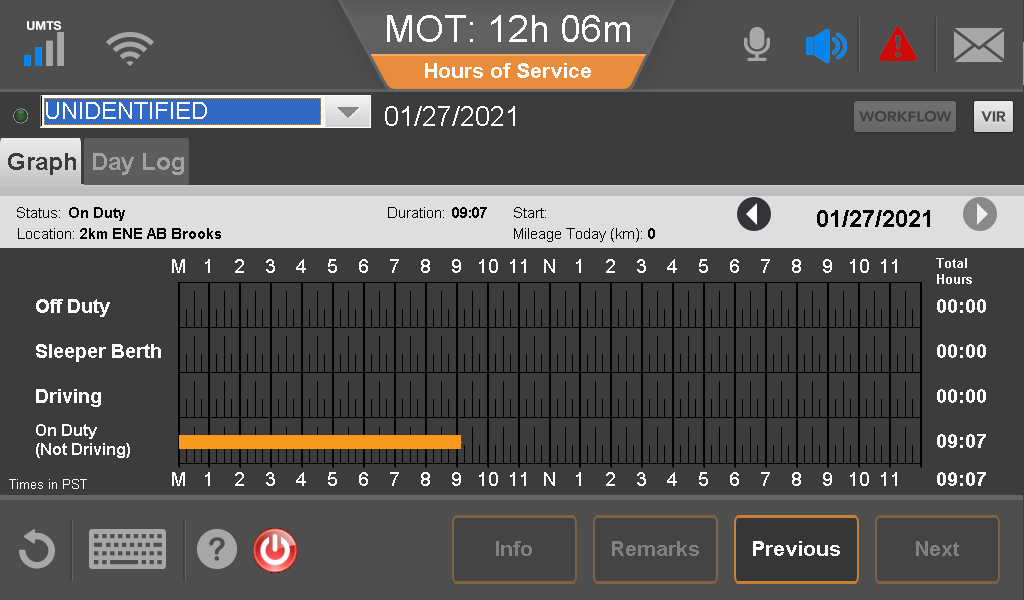 UMTS
MOT: 12h 06m
Hours of Service
UNIDENTIFIED
01/27/2021
WORKFLOW
VIR
Graph
Day Log
Status: On Duty
Duration: 09:07
Start:
Location: 2km ENE AB Brooks
Mileage Today (km): 0
01/27/2021
M 1 2 3 4 5 6 7 8 9 10 11 N 1 2 3 4 5 6 7 8 9 10 11
Total
Hours
Off Duty
00:00
Sleeper Berth
00:00
Driving
00:00
On Duty
(Not Driving)
09:07
M 1 2 3 4 5 6 7 8 9 10 11 N 1 2 3 4 5 6 7 8 9 10 11
09:07
Times in PST
?
Info
Remarks
Previous
Next